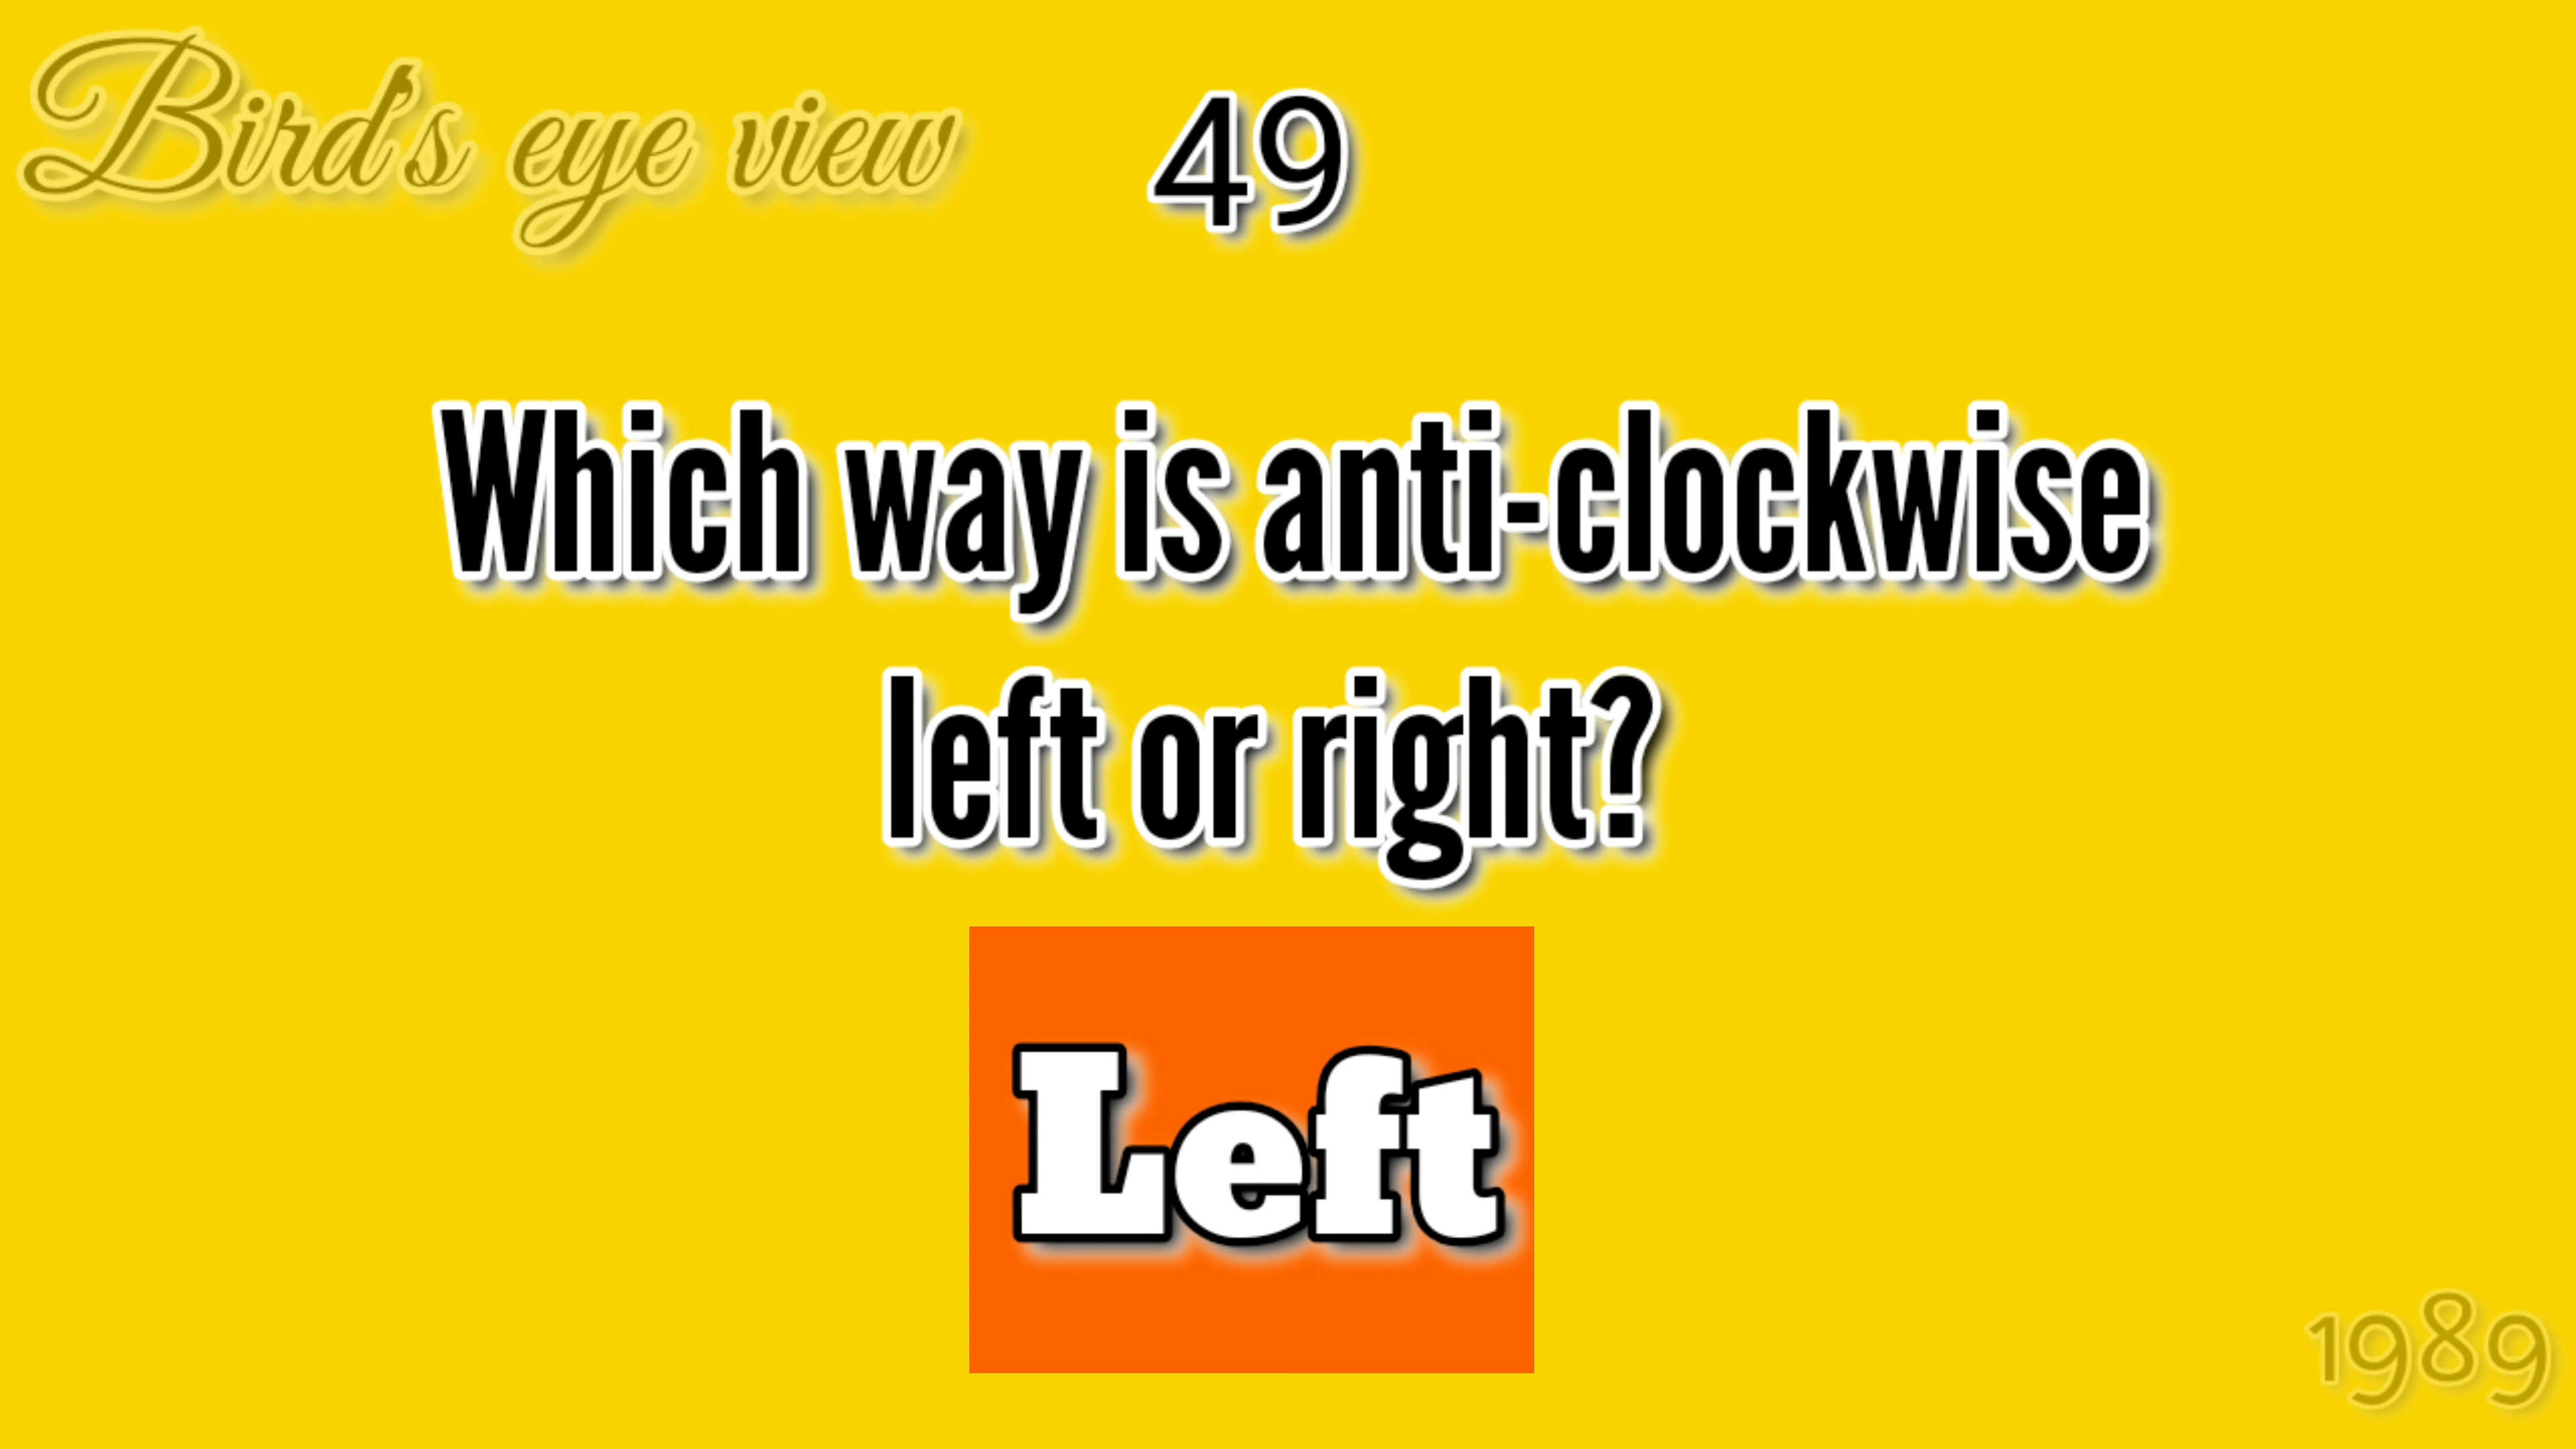 Bird's eye view
49
Which way is anti-clockwise
left or right?
Left
1989